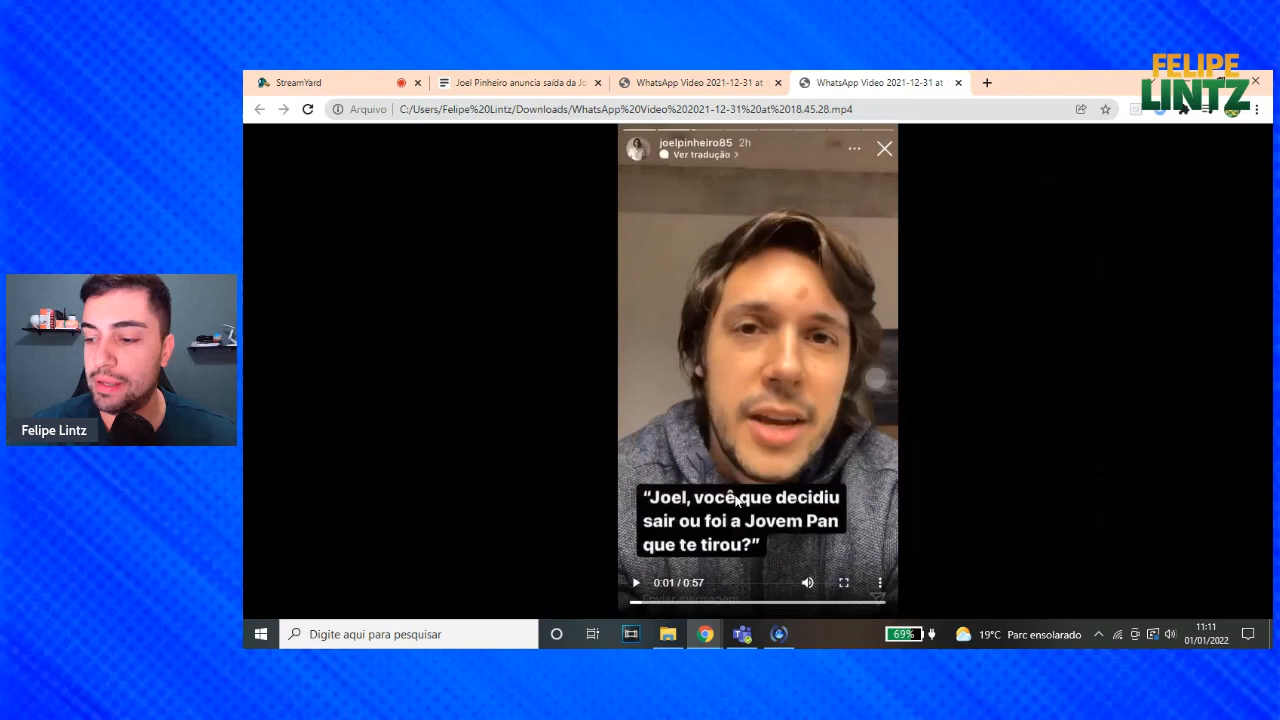 FELIPE
LINTZ
StreamYard
Joel Pinheiro anuncia saída da Jo
WhatsApp Video 2021-12-31 at
WhatsApp Video 2021-12-31 at
Arquivo
C:/Users/Felipe%20Lintz/Downloads/WhatsApp%20Video%202021-12-31%20at%2018.45.28.mp4
joelpinheiro85 2h
Ver tradução >
Felipe Lintz
“Joel, você que decidiu
sair ou foi a Jovem Pan
que te tirou?”
0:01 / 0:57
Enviar mensagem
Digite aqui para pesquisar
69%
19°C Parc ensolarado
11:11
01/01/2022